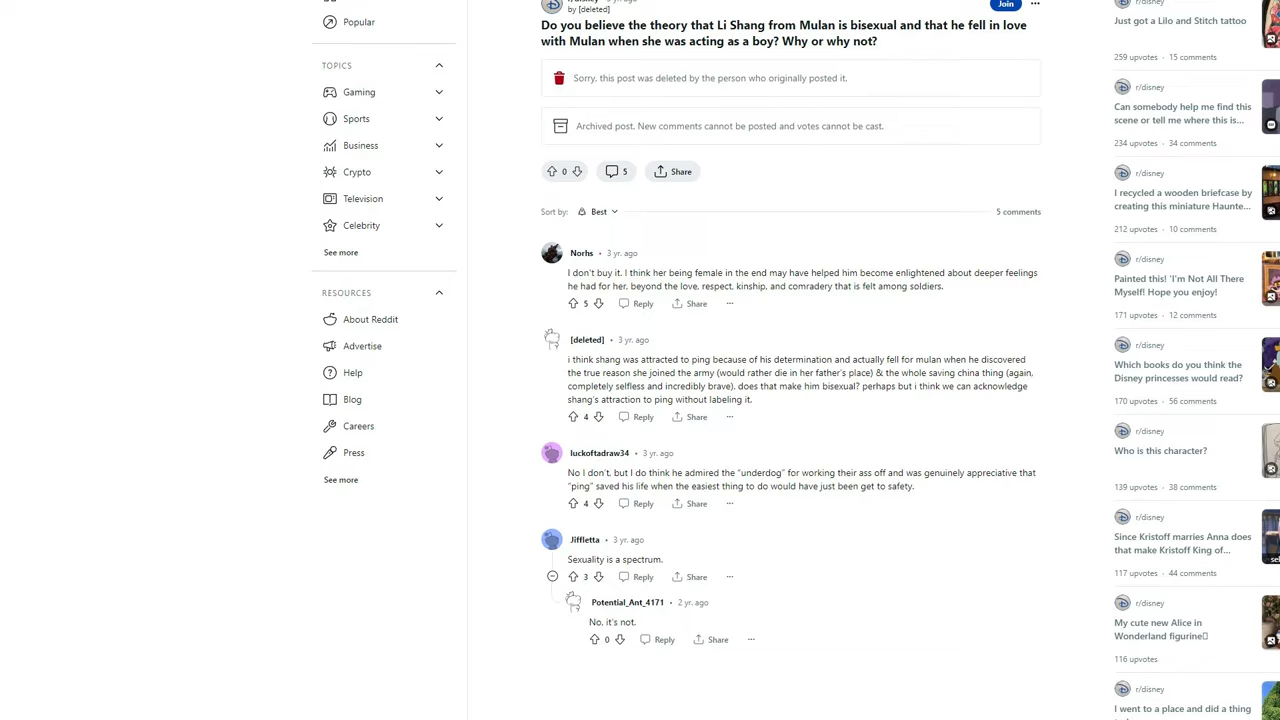 Popular
TOPICS
Gaming
Sports
Business
Crypto
Television
Celebrity
See more
RESOURCES
About Reddit
Advertise
Help
Blog
Careers
Press
See more
by [deleted]
Join
Do you believe the theory that Li Shang from Mulan is bisexual and that he fell in love
with Mulan when she was acting as a boy? Why or why not?
Sorry, this post was deleted by the person who originally posted it.
Archived post. New comments cannot be posted and votes cannot be cast.
0 5 Share
Sort by: Best 5 comments
Norhs • 3 yr. ago
I don't buy it. I think her being female in the end may have helped him become enlightened about deeper feelings
he had for her, beyond the love, respect, kinship, and comradery that is felt among soldiers.
5 Reply Share ...
[deleted] • 3 yr. ago
i think shang was attracted to ping because of his determination and actually fell for mulan when he discovered
the true reason she joined the army (would rather die in her father's place) & the whole saving china thing (again,
completely selfless and incredibly brave). does that make him bisexual? perhaps but i think we can acknowledge
shang's attraction to ping without labeling it.
4 Reply Share ...
luckoftadraw34 • 3 yr. ago
No I don't, but I do think he admired the "underdog" for working their ass off and was genuinely appreciative that
"ping" saved his life when the easiest thing to do would have just been get to safety.
4 Reply Share ...
Jiffletta • 3 yr. ago
Sexuality is a spectrum.
3 Reply Share ...
Potential_Ant_4171 • 2 yr. ago
No, it's not.
0 Reply Share ...
Just got a Lilo and Stitch tattoo
259 upvotes · 15 comments
r/disney
Can somebody help me find this
scene or tell me where this is...
234 upvotes · 34 comments
r/disney
I recycled a wooden briefcase by
creating this miniature Haunte...
212 upvotes · 10 comments
r/disney
Painted this! 'I'm Not All There
Myself! Hope you enjoy!
171 upvotes · 12 comments
r/disney
Which books do you think the
Disney princesses would read?
170 upvotes · 56 comments
r/disney
Who is this character?
139 upvotes · 38 comments
r/disney
Since Kristoff marries Anna does
that make Kristoff King of...
117 upvotes · 44 comments
r/disney
My cute new Alice in
Wonderland figurine
116 upvotes
r/disney
I went to a place and did a thing